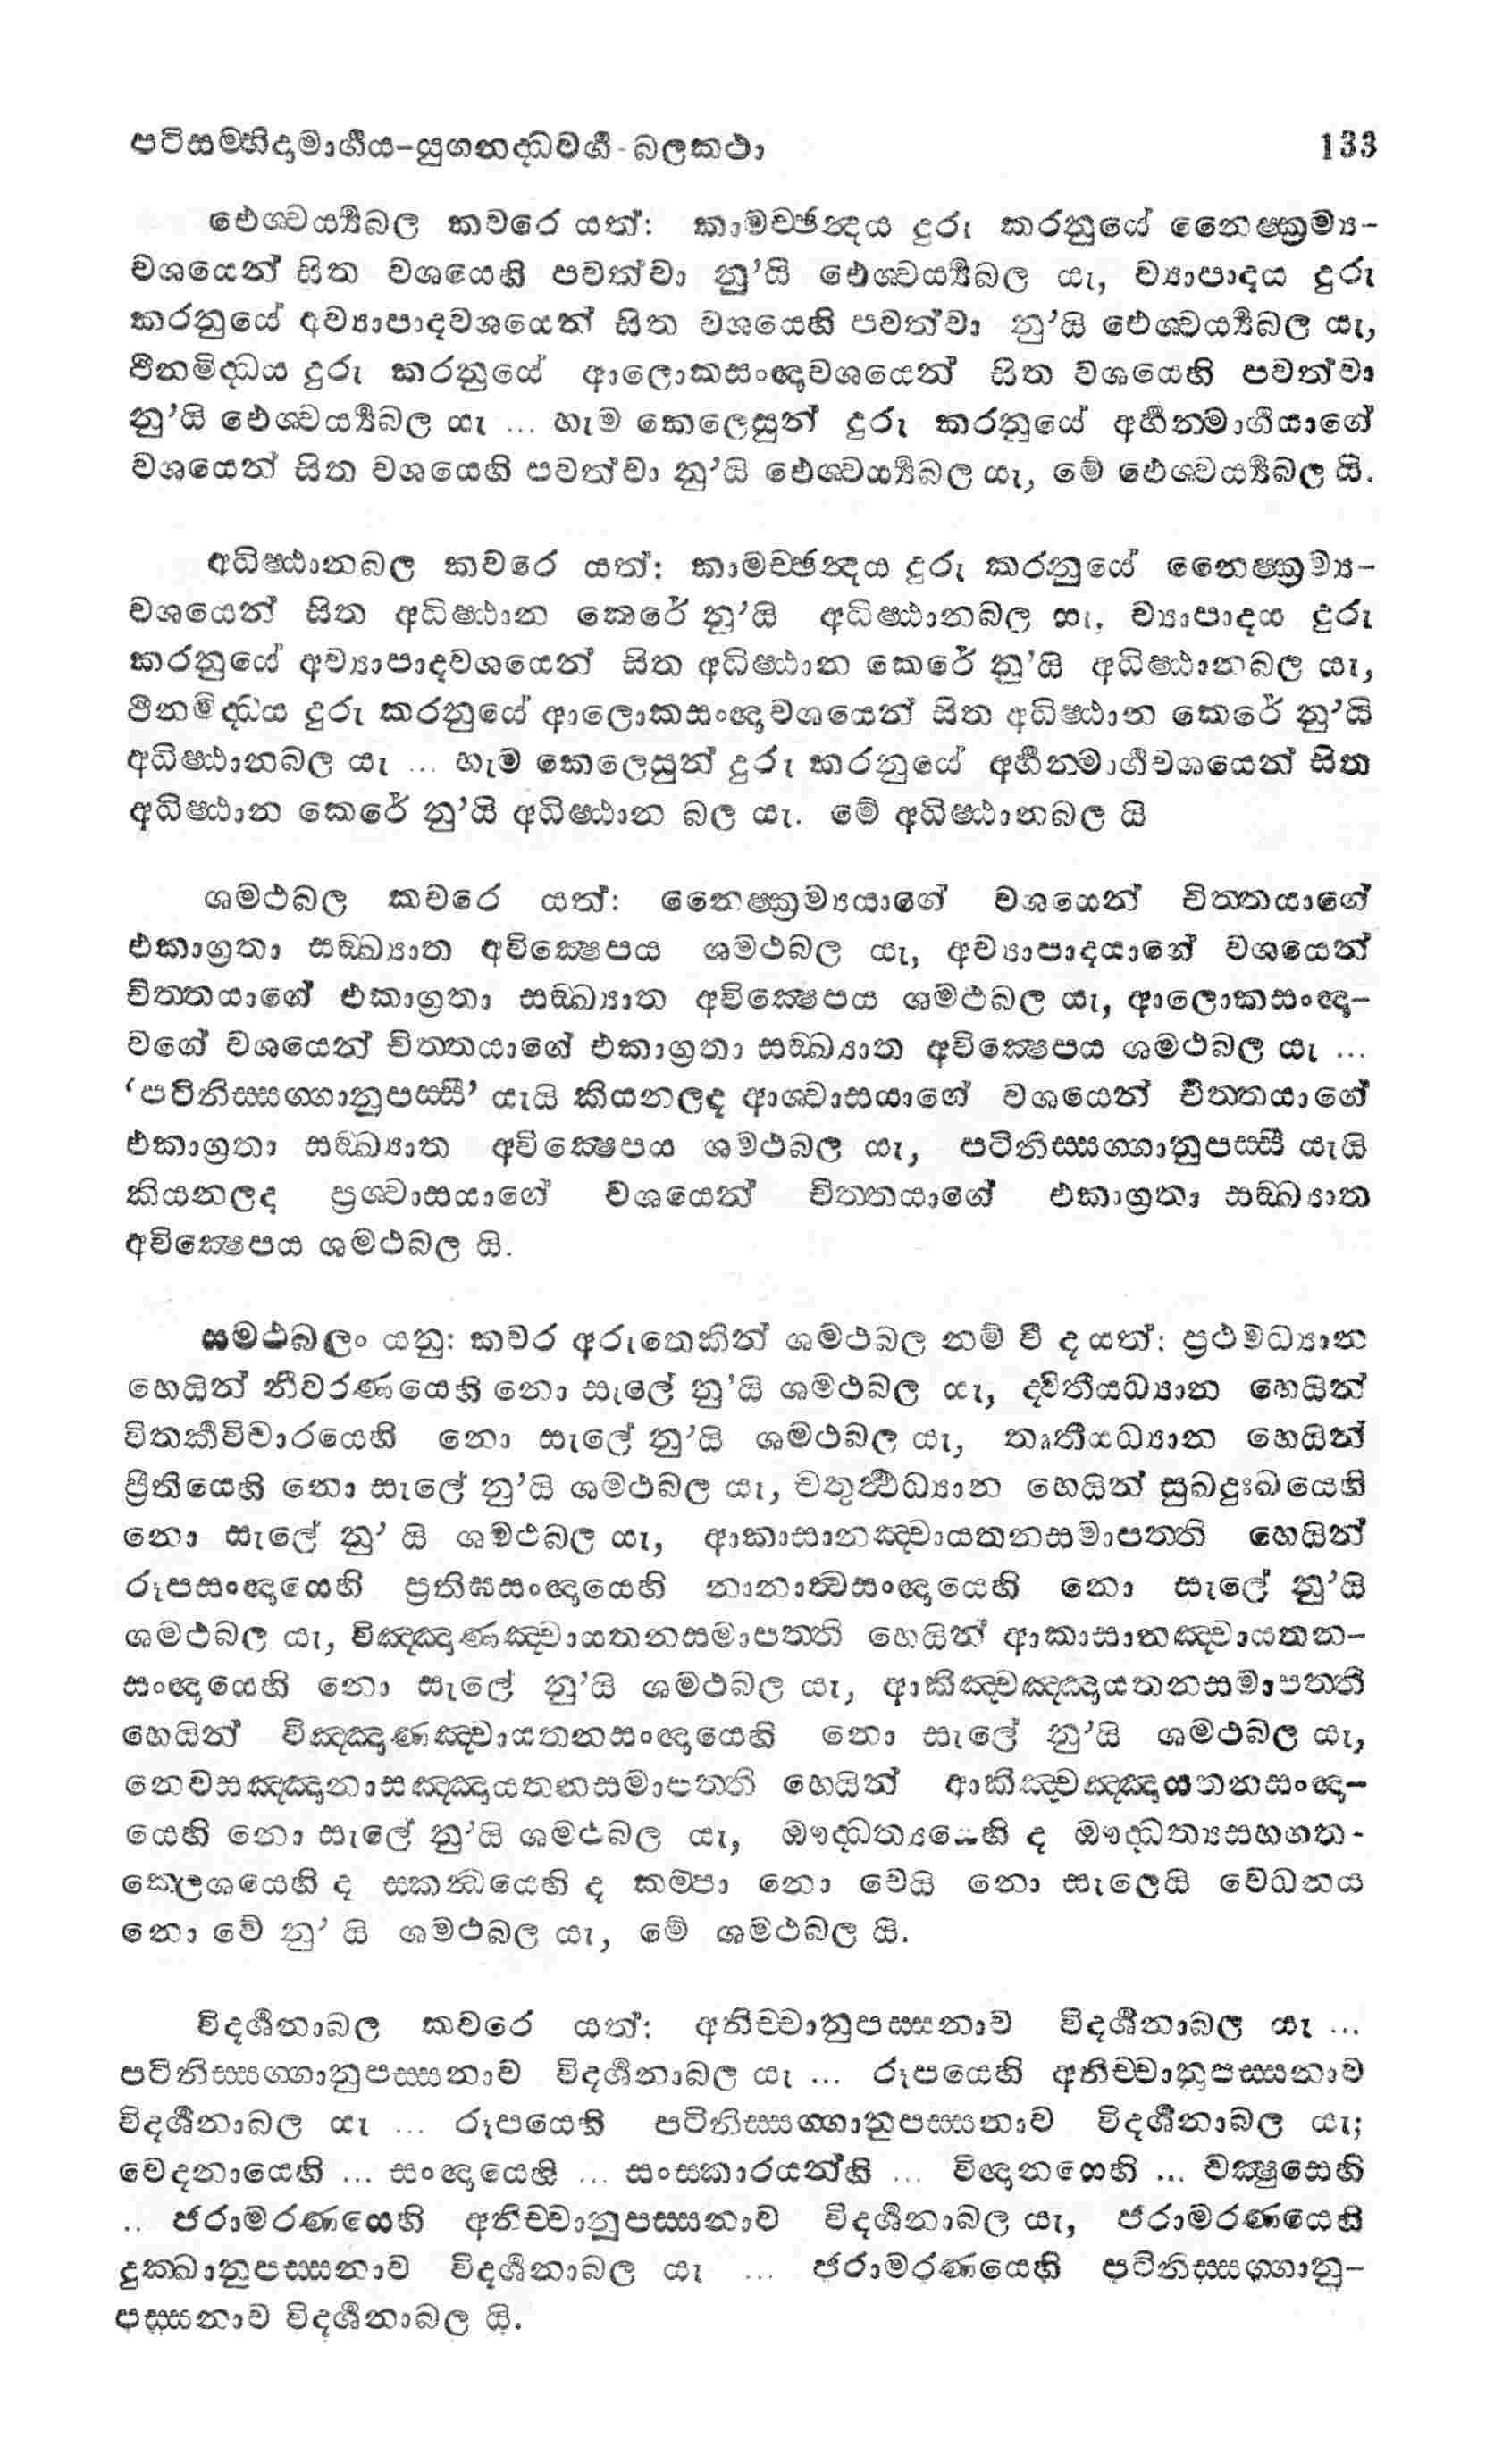 පටිසම්භිදාමාර්‍ගය-යුගනද්ධවර්‍ග - බලකථා 133
ඓශ්වර්‍ය්‍යබල කවරෙ යත්: කාමච්ඡන්‍දය දුරු කරනුයේ නෛෂ්ක්‍රම්‍ය-
වශයෙන් සිත වශයෙහි පවත්වා නු’යි ඓශ්වර්‍ය්‍යබල යැ, ව්‍යාපාදය දුරු
කරනුයේ අව්‍යාපාදවශයෙන් සිත වශයෙහි පවත්වා නු’යි ඓශ්වර්‍ය්‍යබල යැ,
ථීනමිද්ධය දුරු කරනුයේ ආලොකසංඥාවශයෙන් සිත වශයෙහි පවත්වා
නු’යි ඓශ්වර්‍ය්‍යබල යැ ... හැම කෙලෙසුන් දුරු කරනුයේ අර්‍හත්මාර්‍ගයාගේ
වශයෙන් සිත වශයෙහි පවත්වා නු’යි ඓශ්වර්‍ය්‍යබල යැ, මේ ඓශ්වර්‍ය්‍යබල යි.
අධිෂ්ඨානබල කවරෙ යත්: කාමච්ඡන්‍දය දුරු කරනුයේ නෛෂ්ක්‍රම්‍ය-
වශයෙන් සිත අධිෂ්ඨාන කෙරේ නු’යි අධිෂ්ඨානබල යැ, ව්‍යාපාදය දුරු
කරනුයේ අව්‍යාපාදවශයෙන් සිත අධිෂ්ඨාන කෙරේ නු’යි අධිෂ්ඨානබල යැ,
ථීනමිද්ධය දුරු කරනුයේ ආලොකසංඥාවශයෙන් සිත අධිෂ්ඨාන කෙරේ නු’යි
අධිෂ්ඨානබල යැ ... හැම කෙලෙසුන් දුරු කරනුයේ අර්‍හත්මාර්‍ගවශයෙන් සිත
අධිෂ්ඨාන කෙරේ නු’යි අධිෂ්ඨාන බල යැ. මේ අධිෂ්ඨානබල යි
ශමථබල කවරෙ යත්: නෛෂ්ක්‍රම්‍යයාගේ වශයෙන් චිත්තයාගේ
එකාග්‍රතා සඞ්ඛ්‍යාත අවික්ෂෙපය ශමථබල යැ, අව්‍යාපාදයාගේ වශයෙන්
චිත්තයාගේ එකාග්‍රතා සඞ්ඛ්‍යාත අවික්ෂෙපය ශමථබල යැ, ආලොකසංඥා-
වගේ වශයෙන් චිත්තයාගේ එකාග්‍රතා සඞ්ඛ්‍යාත අවික්ෂෙපය ශමථබල යැ ...
‘පටිනිස්සග්ගානුපස්සී’ යැයි කියනලද ආශ්වාසයාගේ වශයෙන් චිත්තයාගේ
එකාග්‍රතා සඞ්ඛ්‍යාත අවික්ෂෙපය ශමථබල යැ, පටිනිස්සග්ගානුපස්සී යැයි
කියනලද ප්‍රශ්වාසයාගේ වශයෙන් චිත්තයාගේ එකාග්‍රතා සඞ්ඛ්‍යාත
අවික්ෂෙපය ශමථබල යි.
සමථබලං යනු: කවර අරුතෙකින් ශමථබල නම් වී ද යත්: ප්‍රථමධ්‍යාන
හෙයින් නීවරණයෙහි නො සැලේ නු’යි ශමථබල යැ, ද්විතීයධ්‍යාන හෙයින්
විතර්‍කවිචාරයෙහි නො සැලේ නු’යි ශමථබල යැ, තෘතීයධ්‍යාන හෙයින්
ප්‍රීතියෙහි නො සැලේ නු’යි ශමථබල යැ, චතුර්‍ත්‍ථධ්‍යාන හෙයින් සුඛදුඃඛයෙහි
නො සැලේ නු’ යි ශමථබල යැ, ආකාසානඤ්චායතනසමාපත්ති හෙයින්
රූපසංඥායෙහි ප්‍රතිඝසංඥායෙහි නානාත්‍වසංඥායෙහි නො සැලේ නු’යි
ශමථබල යැ, විඤ්ඤාණඤ්චායතනසමාපත්ති හෙයින් ආකාසානඤ්චායතන-
සංඥායෙහි නො සැලේ නු’යි ශමථබල යැ, ආකිඤ්චඤ්ඤායතනසමාපත්ති
හෙයින් විඤ්ඤාණඤ්චායතනසංඥායෙහි නො සැලේ නු’යි ශමථබල යැ,
නෙවසඤ්ඤානාසඤ්ඤායතනසමාපත්ති හෙයින් ආකිඤ්චඤ්ඤායතනසංඥා-
යෙහි නො සැලේ නු’යි ශමථබල යැ, ඖද්ධත්‍යයෙහි ද ඖද්ධත්‍යසහගත-
ක්ලෙශයෙහි ද ස්කන්‍ධයෙහි ද කම්පා නො වෙයි නො සැලෙයි වෙධනය
නො වේ නු’ යි ශමථබල යැ, මේ ශමථබල යි.
විදර්‍ශනාබල කවරෙ යත්: අනිච්චානුපස්සනාව විදර්‍ශනාබල යැ ...
පටිනිස්සග්ගානුපස්සනාව විදර්‍ශනාබල යැ ... රූපයෙහි අනිච්චානුපස්සනාව
විදර්‍ශනාබල යැ ... රූපයෙහි පටිනිස්සග්ගානුපස්සනාව විදර්‍ශනාබල යැ;
වෙදනායෙහි ... සංඥායෙහි ... සංස්කාරයන්හි ... විඥානයෙහි ... චක්ෂුසෙහි
.. ජරාමරණයෙහි අනිච්චානුපස්සනාව විදර්‍ශනාබල යැ, ජරාමරණයෙහි
දුක්ඛානුපස්සනාව විදර්‍ශනාබල යැ ... ජරාමරණයෙහි පටිනිස්සග්ගානු-
පස්සනාව විදර්‍ශනාබල යි.